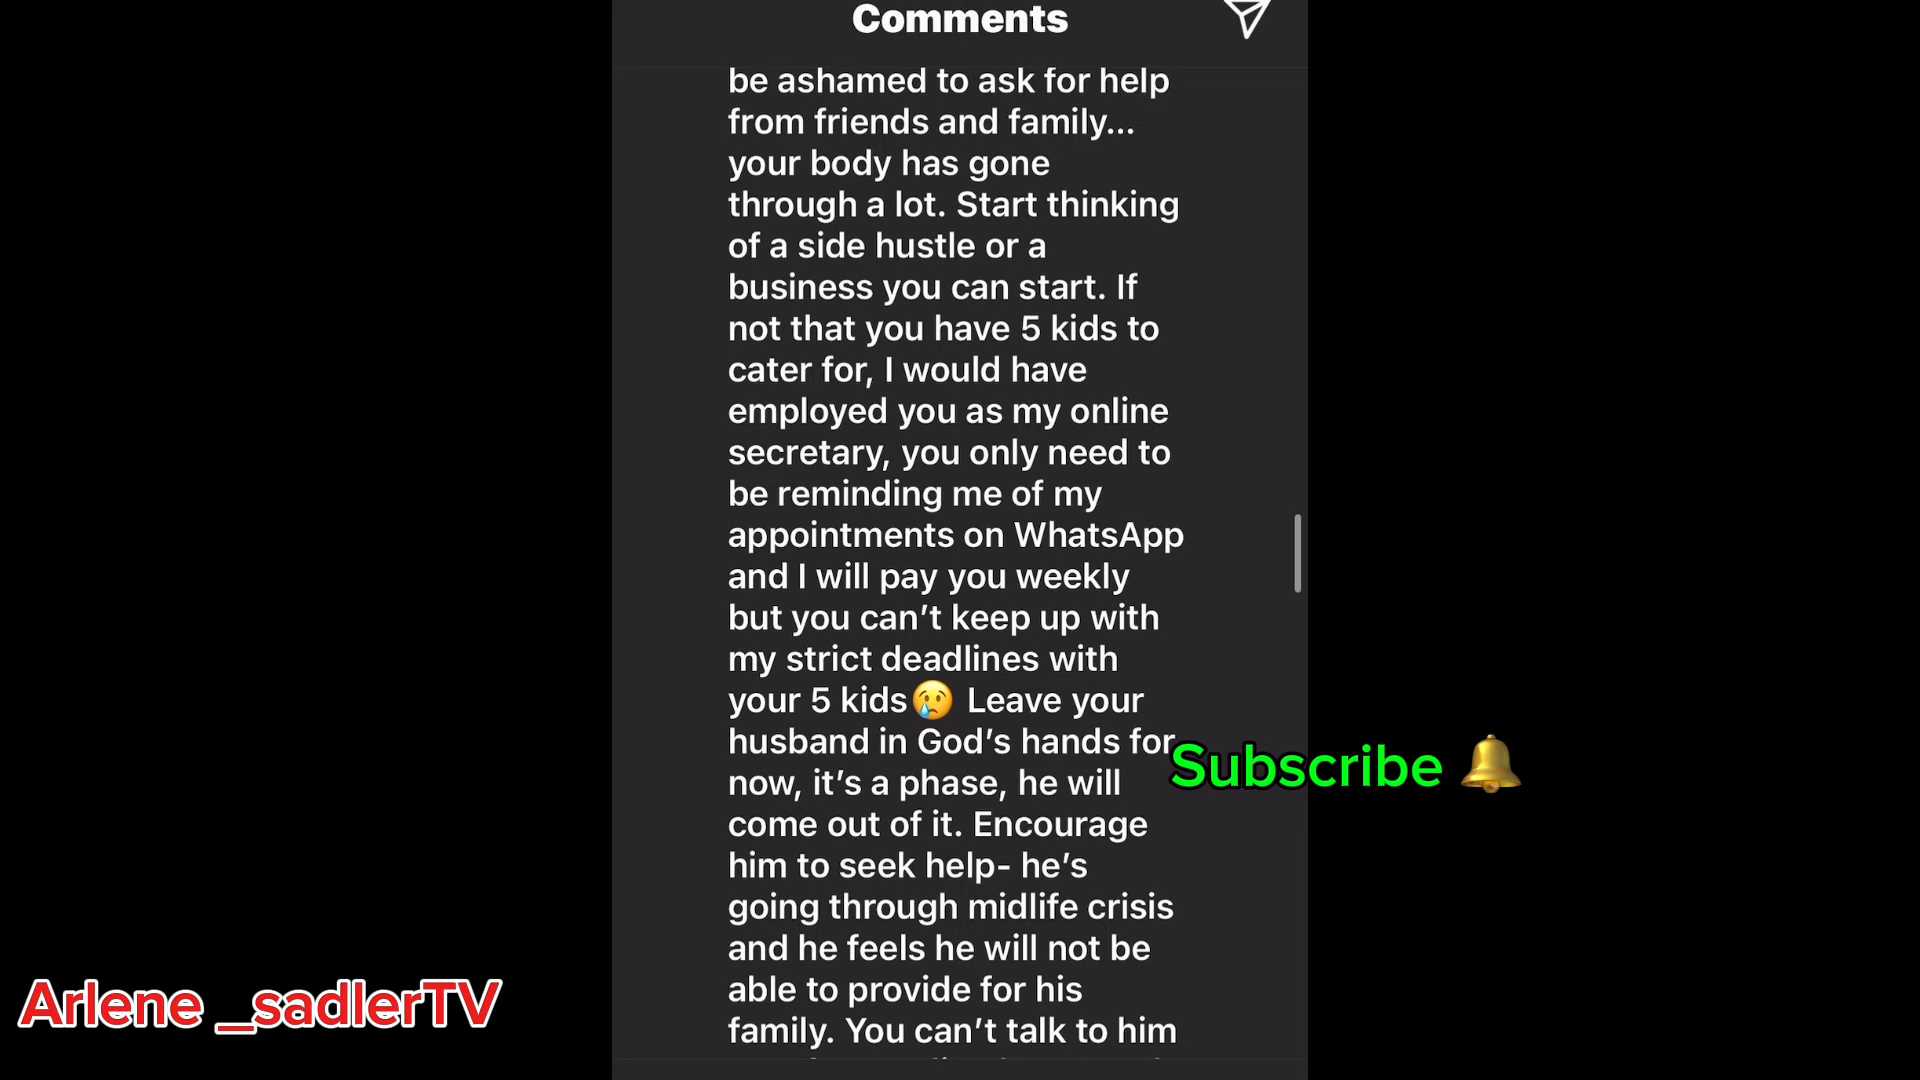 Comments
be ashamed to ask for help
from friends and family...
your body has gone
through a lot. Start thinking
of a side hustle or a
business you can start. If
not that you have 5 kids to
cater for, I would have
employed you as my online
secretary, you only need to
be reminding me of my
appointments on WhatsApp
and I will pay you weekly
but you can’t keep up with
my strict deadlines with
your 5 kids😢 Leave your
husband in God’s hands for
now, it’s a phase, he will
come out of it. Encourage
him to seek help- he’s
going through midlife crisis
and he feels he will not be
able to provide for his
family. You can’t talk to him
Subscribe 🔔
Arlene _sadlerTV